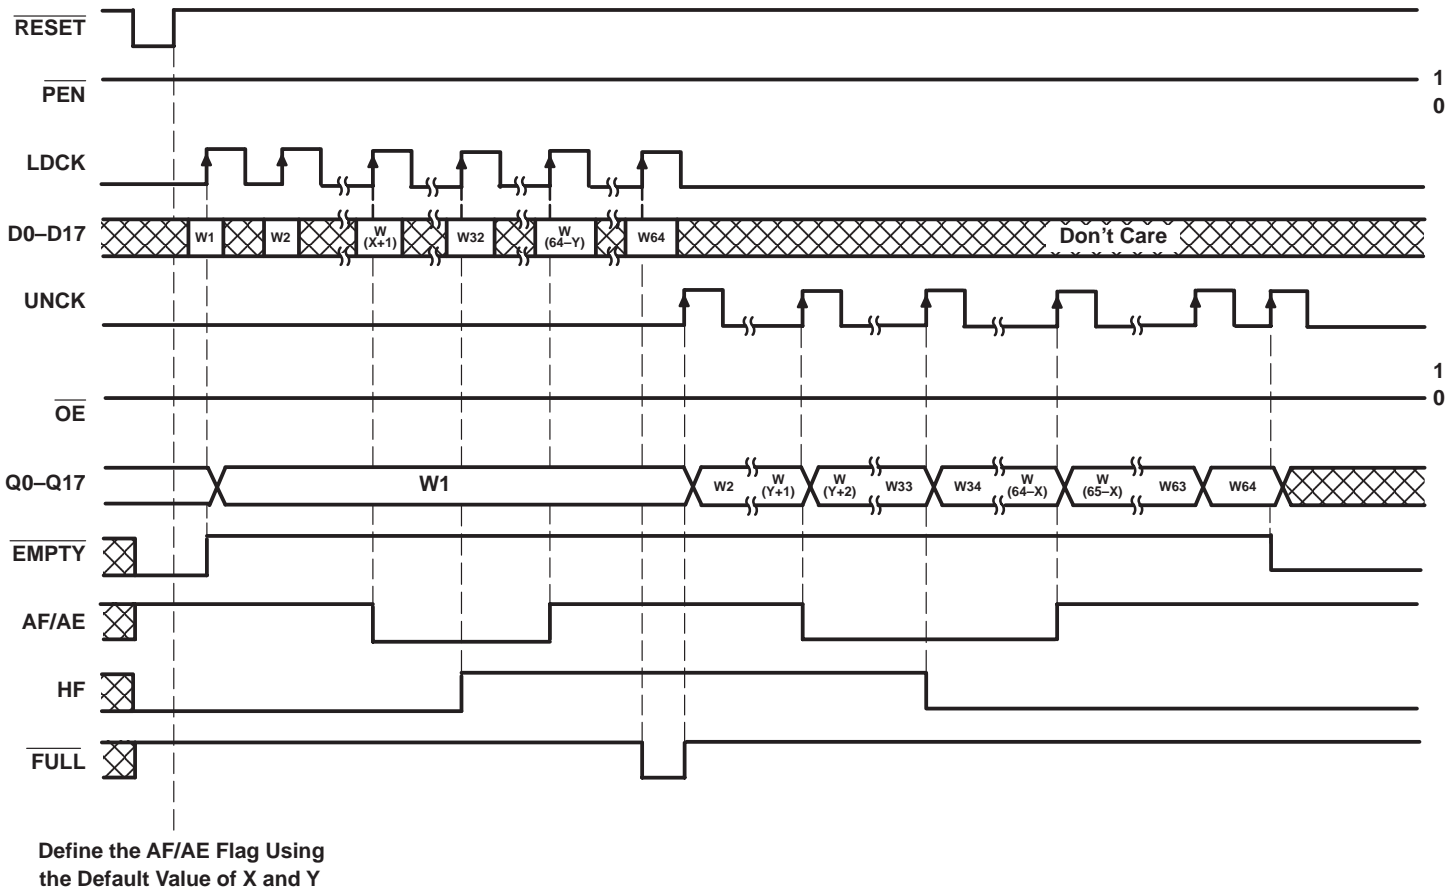 RESET
PEN
1
0
LDCK
D0–D17
W1
W2
W
(X+1)
W32
W
(64–Y)
W64
Don't Care
UNCK
1
OE
0
Q0–Q17
W1
W2
W
(Y+1)
W
(Y+2)
W33
W34
W
(64–X)
W
(65–X)
W63
W64
EMPTY
AF/AE
HF
FULL
Define the AF/AE Flag Using
the Default Value of X and Y